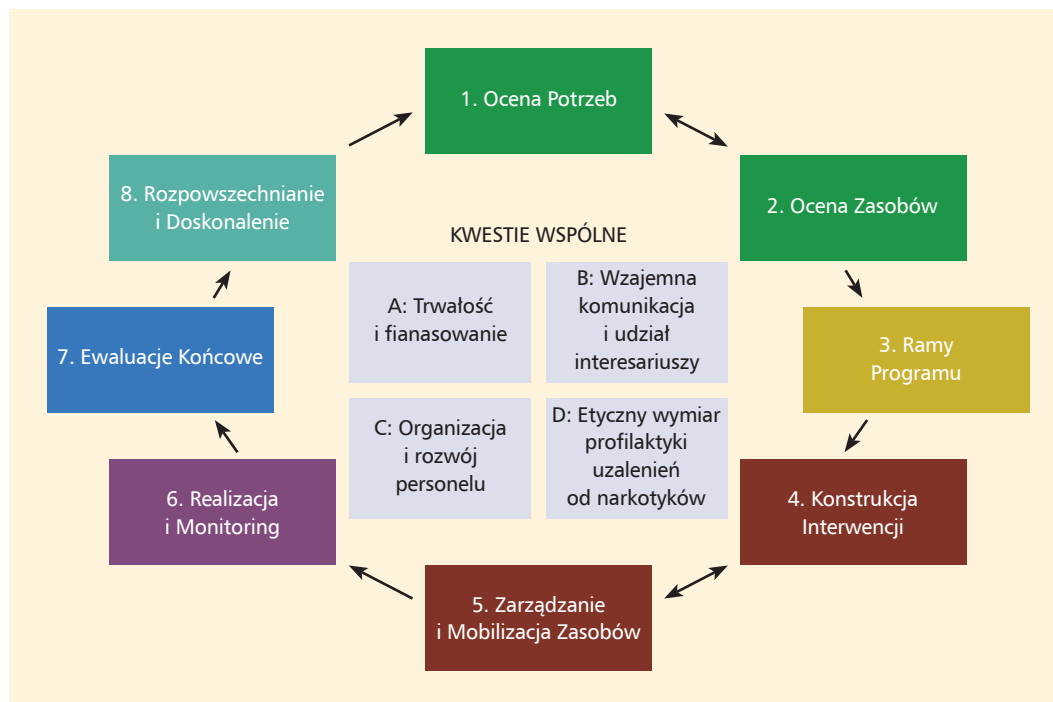 1. Ocena Potrzeb
2. Ocena Zasobów
3. Ramy
Programu
4. Konstrukcja
Interwencji
5. Zarządzanie
i Mobilizacja Zasobów
6. Realizacja
i Monitoring
7. Ewaluacje Końcowe
8. Rozpowszechnianie
i Doskonalenie
KWESTIE WSPÓLNE
A: Trwałość
i fianasowanie
B: Wzajemna
komunikacja
i udział
interesariuszy
C: Organizacja
i rozwój
personelu
D: Etyczny wymiar
profilaktyki
uzalenień
od narkotyków